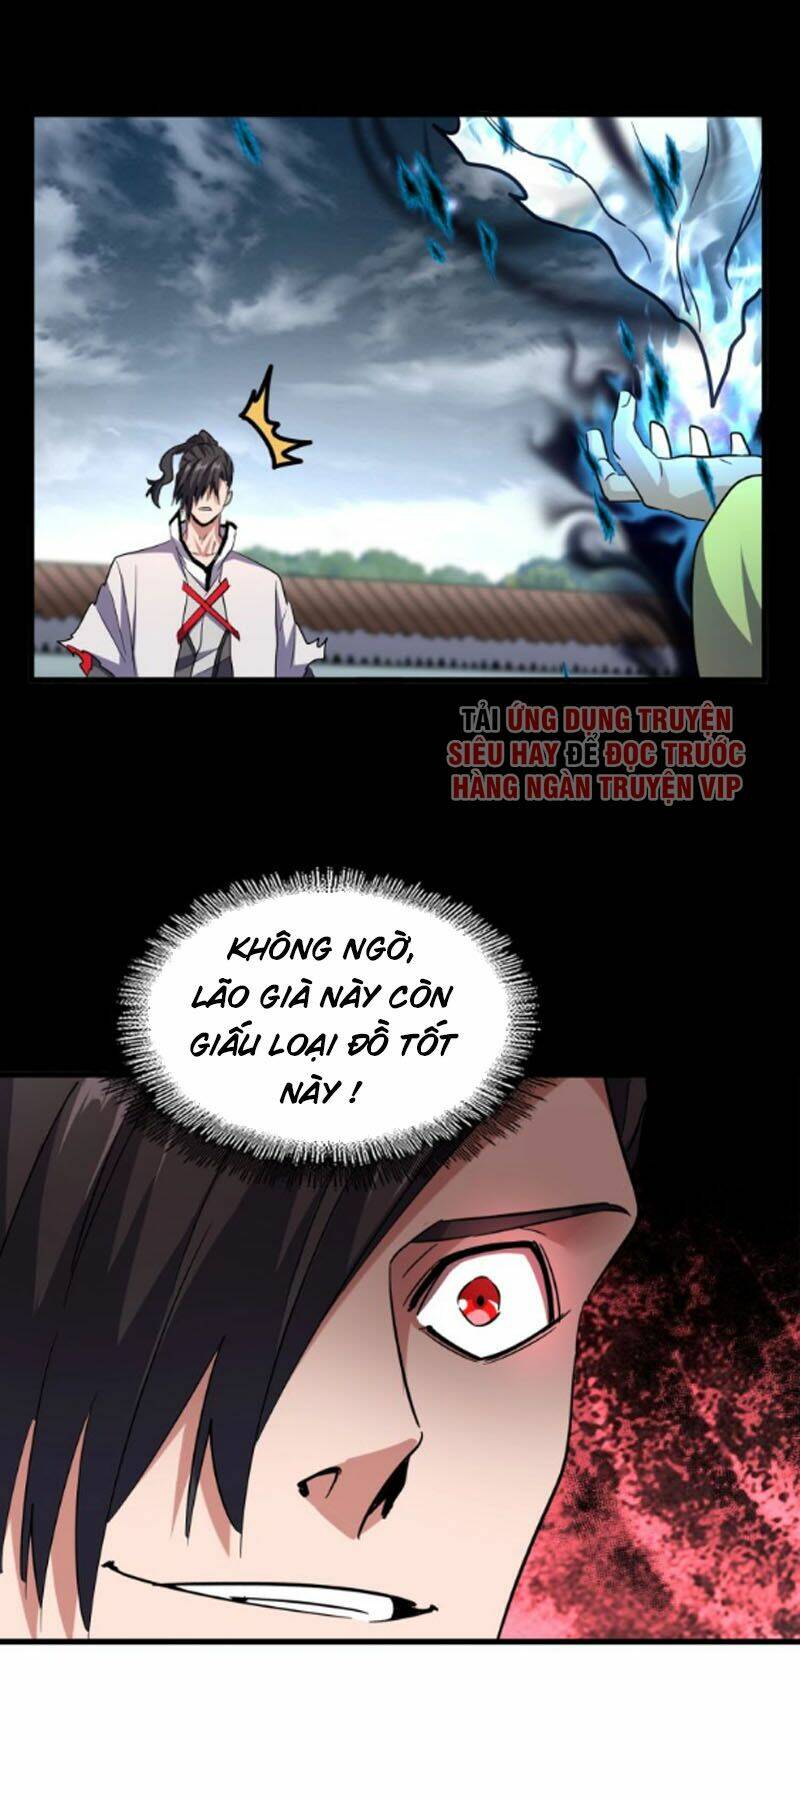 TẢI ỨNG DỤNG TRUYỆN
SIÊU HAY ĐỂ ĐỌC TRƯỚC
HÀNG NGÀN TRUYỆN VIP
KHÔNG NGỜ,
LÃO GIÀ NÀY CÒN
GIẤU LOẠI ĐỒ TỐT
NÀY !